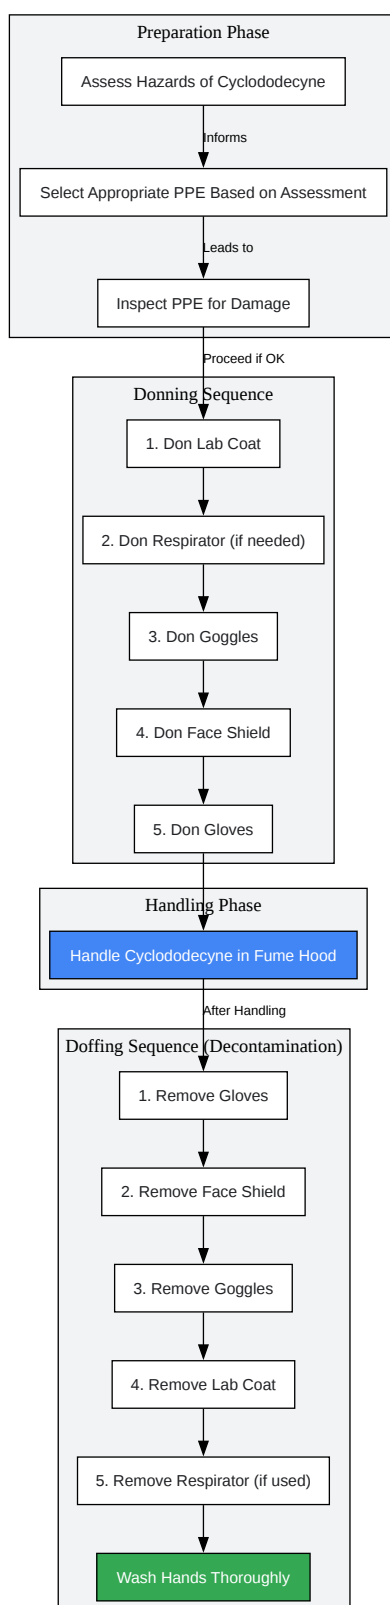 Preparation Phase
Assess Hazards of Cyclododecyne
Informs
Select Appropriate PPE Based on Assessment
Leads to
Inspect PPE for Damage
Proceed if OK
Donning Sequence
1. Don Lab Coat
2. Don Respirator (if needed)
3. Don Goggles
4. Don Face Shield
5. Don Gloves
Handling Phase
Handle Cyclododecyne in Fume Hood
After Handling
Doffing Sequence (Decontamination)
1. Remove Gloves
2. Remove Face Shield
3. Remove Goggles
4. Remove Lab Coat
5. Remove Respirator (if used)
Wash Hands Thoroughly